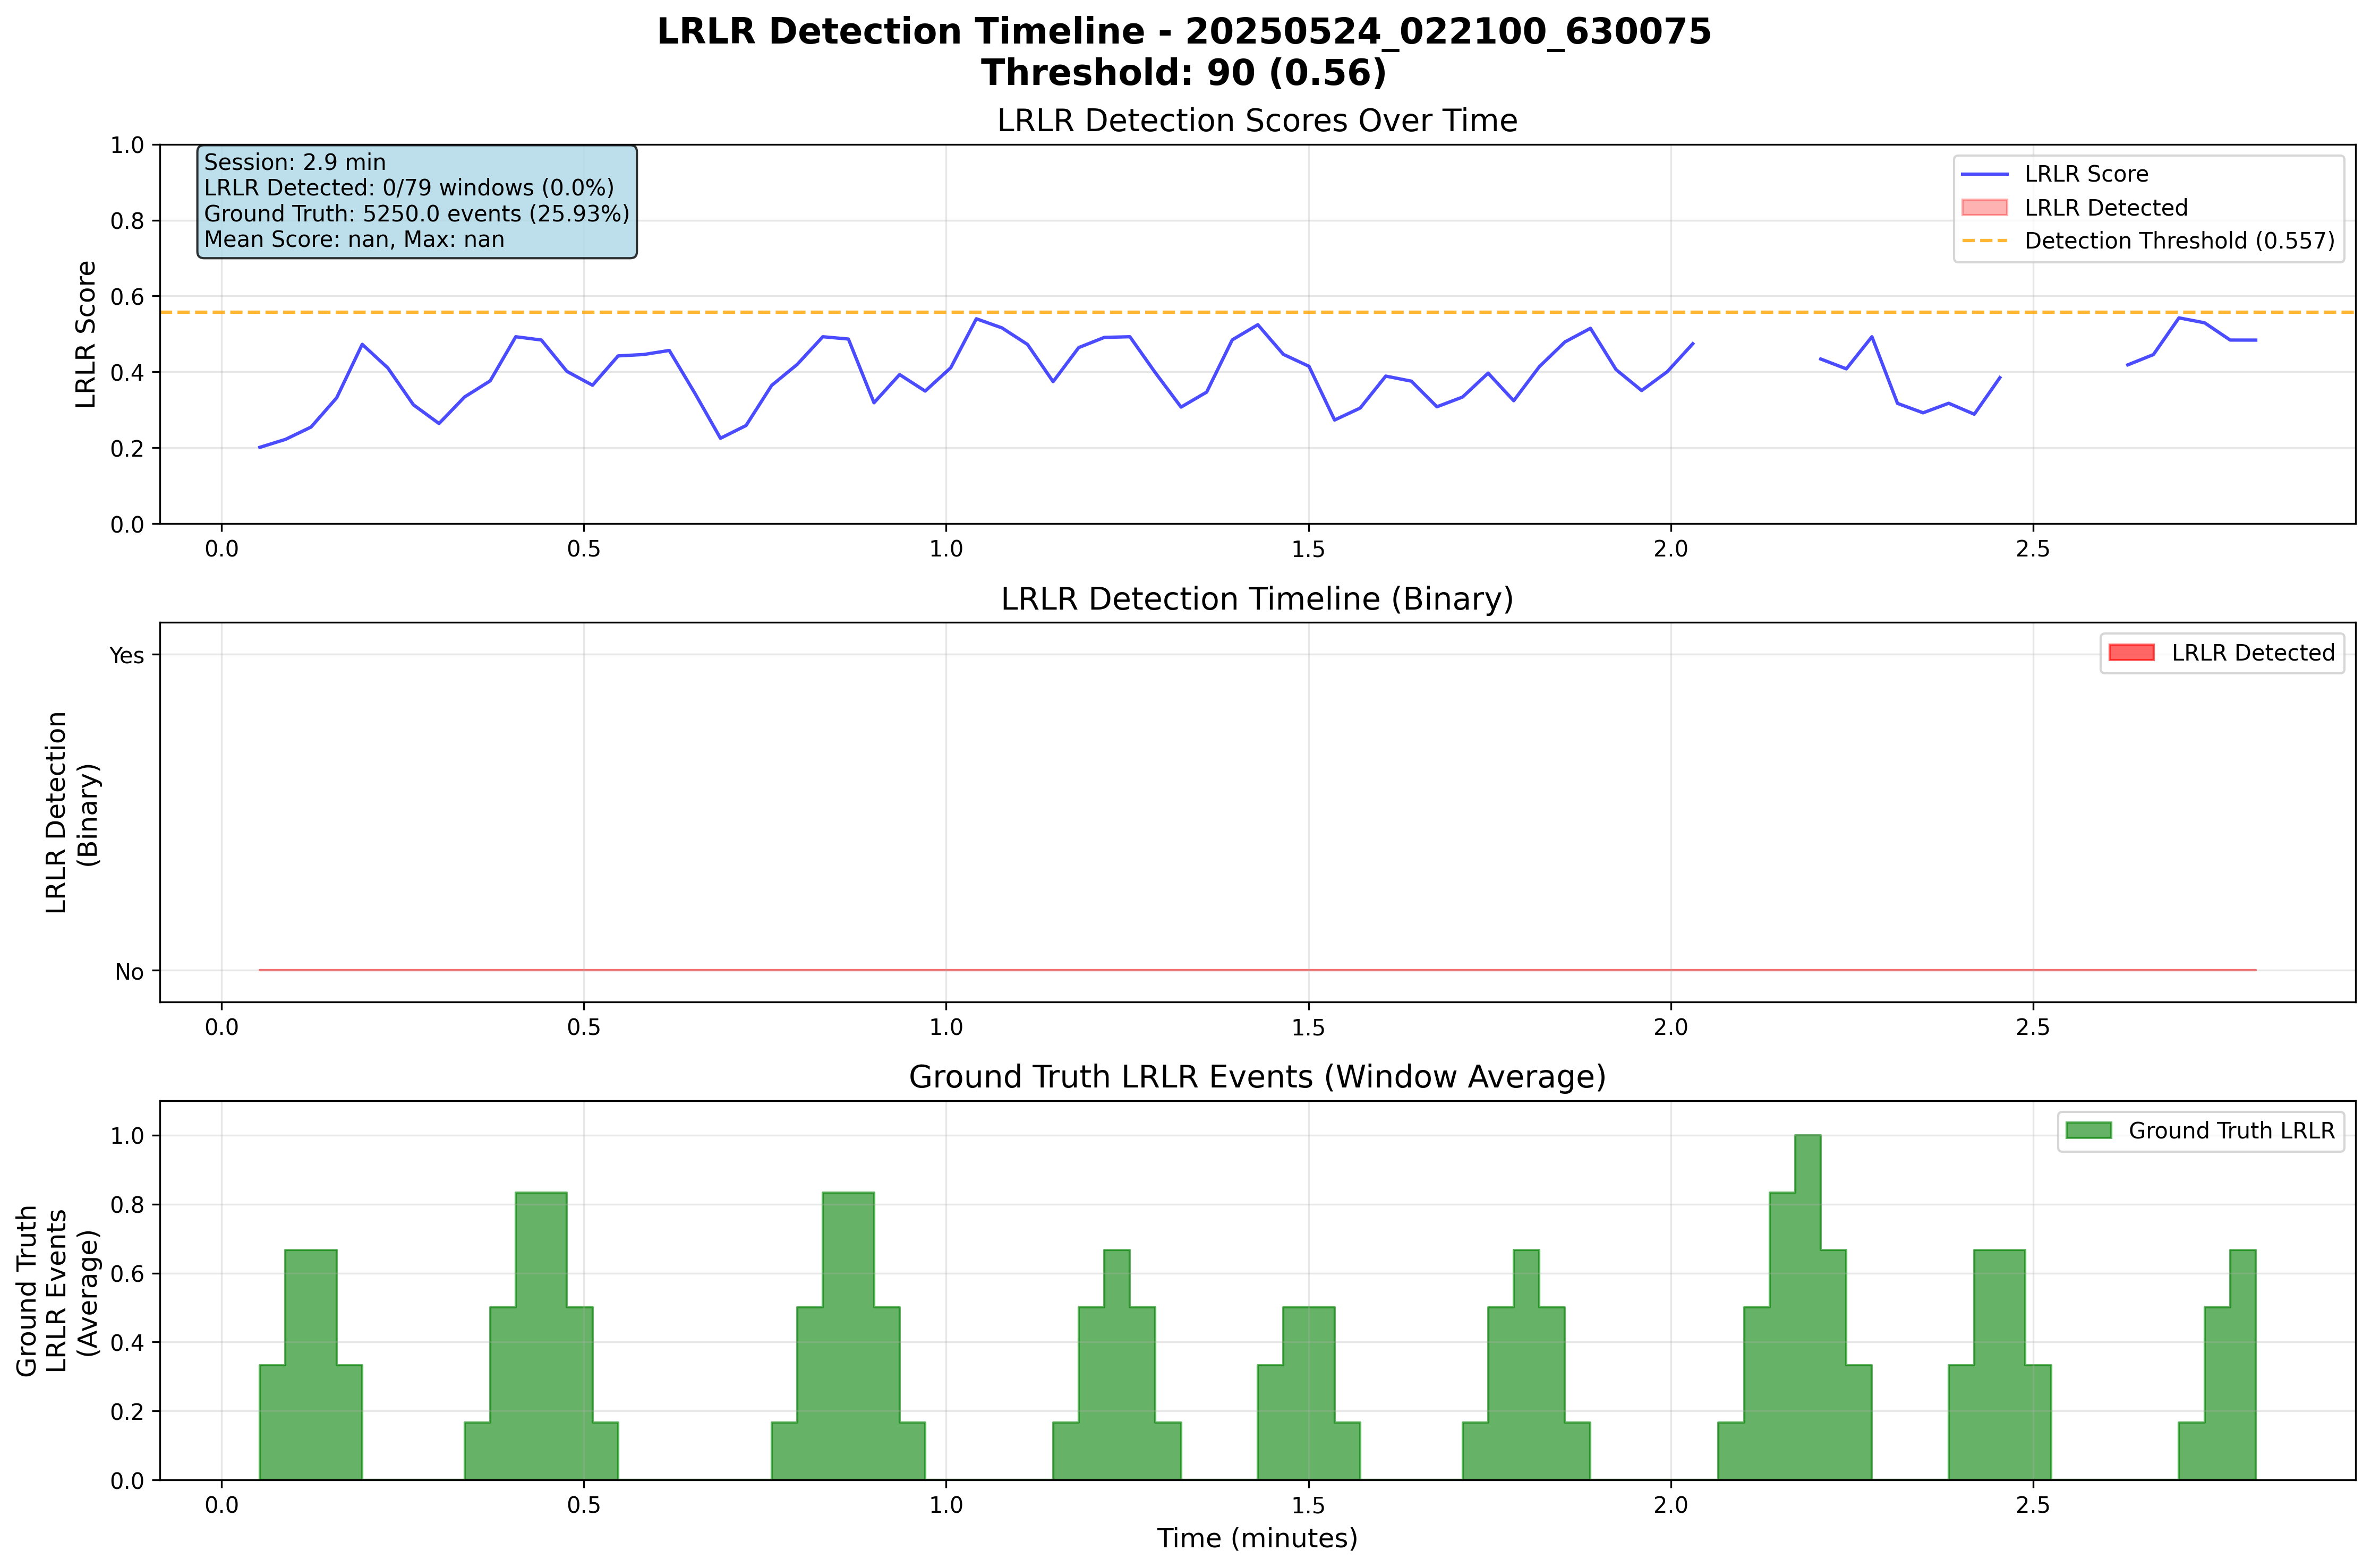 LRLR Detection Timeline - 20250524_022100_630075
Threshold: 90 (0.56)
LRLR Detection Scores Over Time
LRLR Score
1.0
0.8
0.6
0.4
0.2
0.0
Session: 2.9 min
LRLR Detected: 0/79 windows (0.0%)
Ground Truth: 5250.0 events (25.93%)
Mean Score: nan, Max: nan
LRLR Score
LRLR Detected
Detection Threshold (0.557)
0.0 0.5 1.0 1.5 2.0 2.5
LRLR Detection Timeline (Binary)
LRLR Detection
(Binary)
Yes
No
LRLR Detected
0.0 0.5 1.0 1.5 2.0 2.5
Ground Truth LRLR Events (Window Average)
Ground Truth
LRLR Events
(Average)
1.0
0.8
0.6
0.4
0.2
0.0
Ground Truth LRLR
0.0 0.5 1.0 1.5 2.0 2.5
Time (minutes)